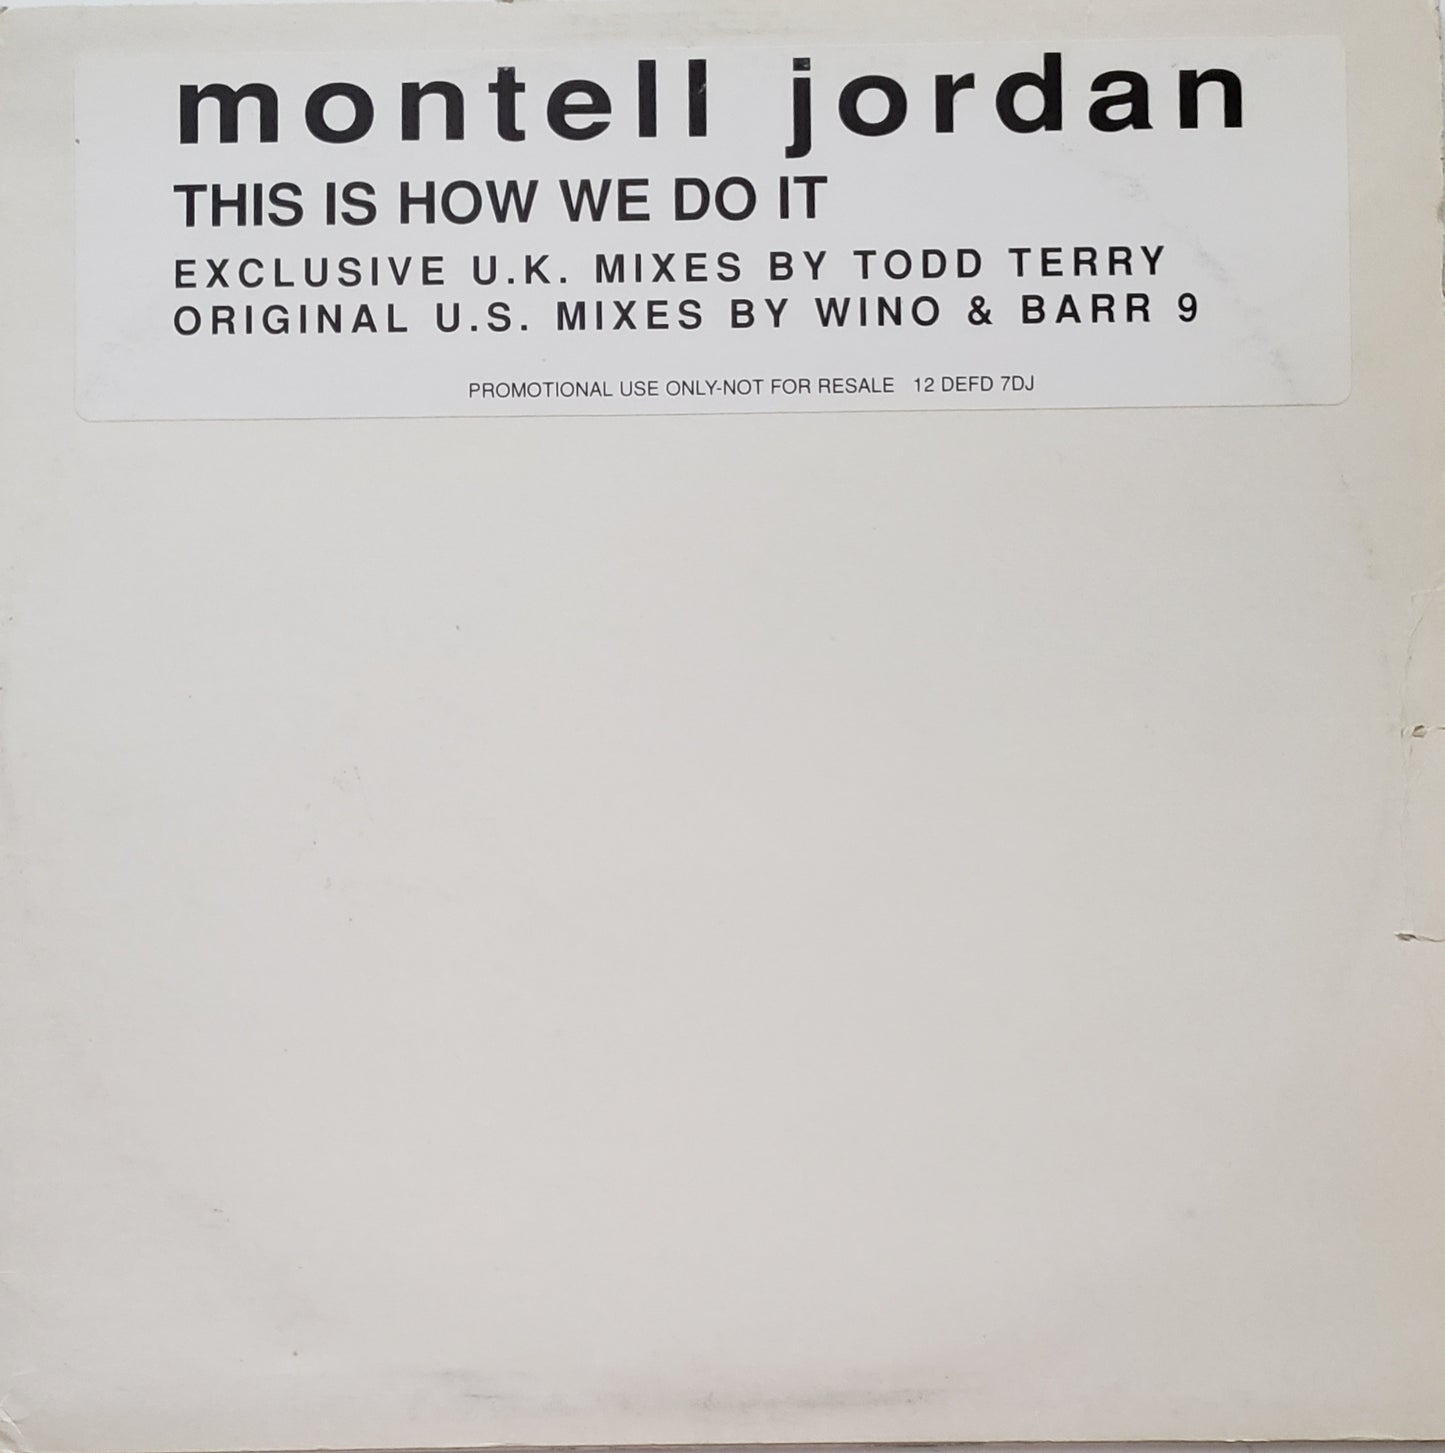 montell jordan
THIS IS HOW WE DO IT
EXCLUSIVE U.K. MIXES BY TODD TERRY
ORIGINAL U.S. MIXES BY WINO & BARR 9
PROMOTIONAL USE ONLY-NOT FOR RESALE 12 DEFD 7DJ